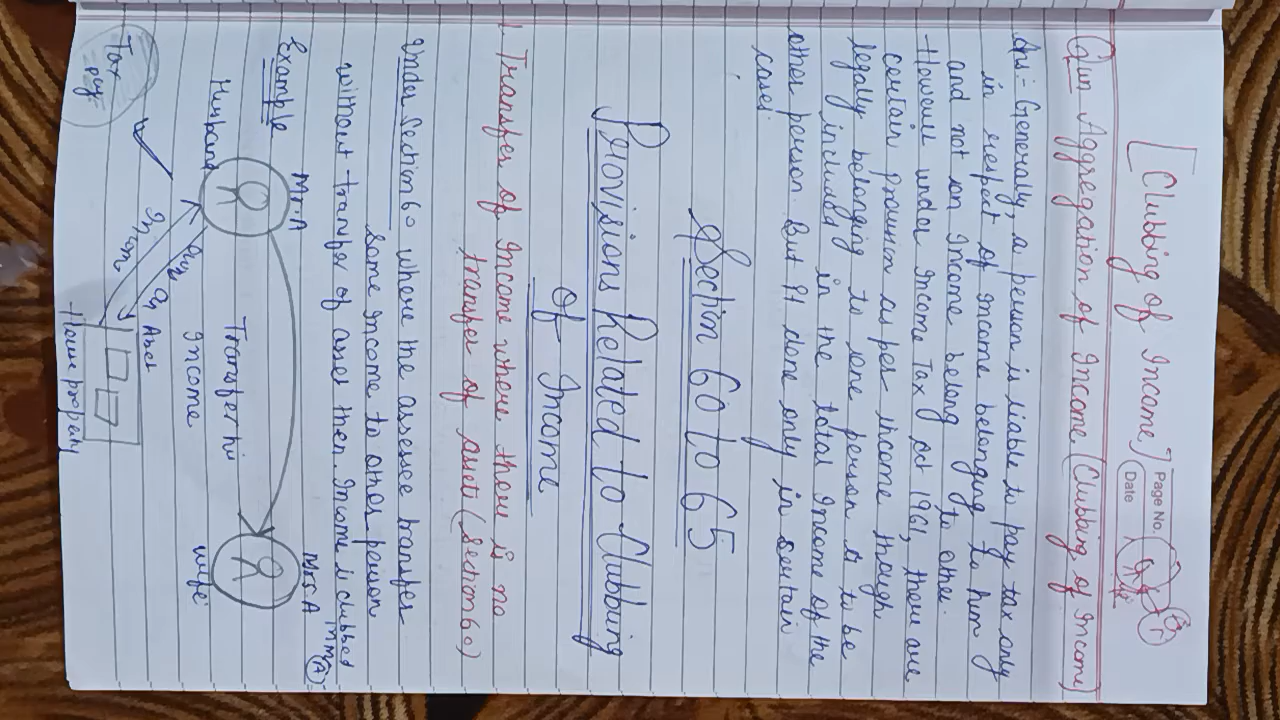 [Clubbing of Income]
Page No.
Date
Qun Aggregation of Income (Clubbing of Income)
Ans:- Generally, a person is liable to pay tax only
in respect of income belonging to him
and not on Income belong to other.
However under Income Tax act 1961, there are
certain provision as per income though
legally belonging to one person is to be
legally includes in the total Income of the
other person. But It done only in certain
cases.
Section 60 to 65
Provisions Related to Clubbing
Of Income
1. Transfer of Income where there is no
transfer of assets (Section 60)
Under Section 60 where the assesee transfer
some income to other person
without transfer of asset then Income is clubbed
Example
Mr. A
Mrs. A
Husband
Transfer his
Income
wife
Income
Asset
House property
Tax
pay